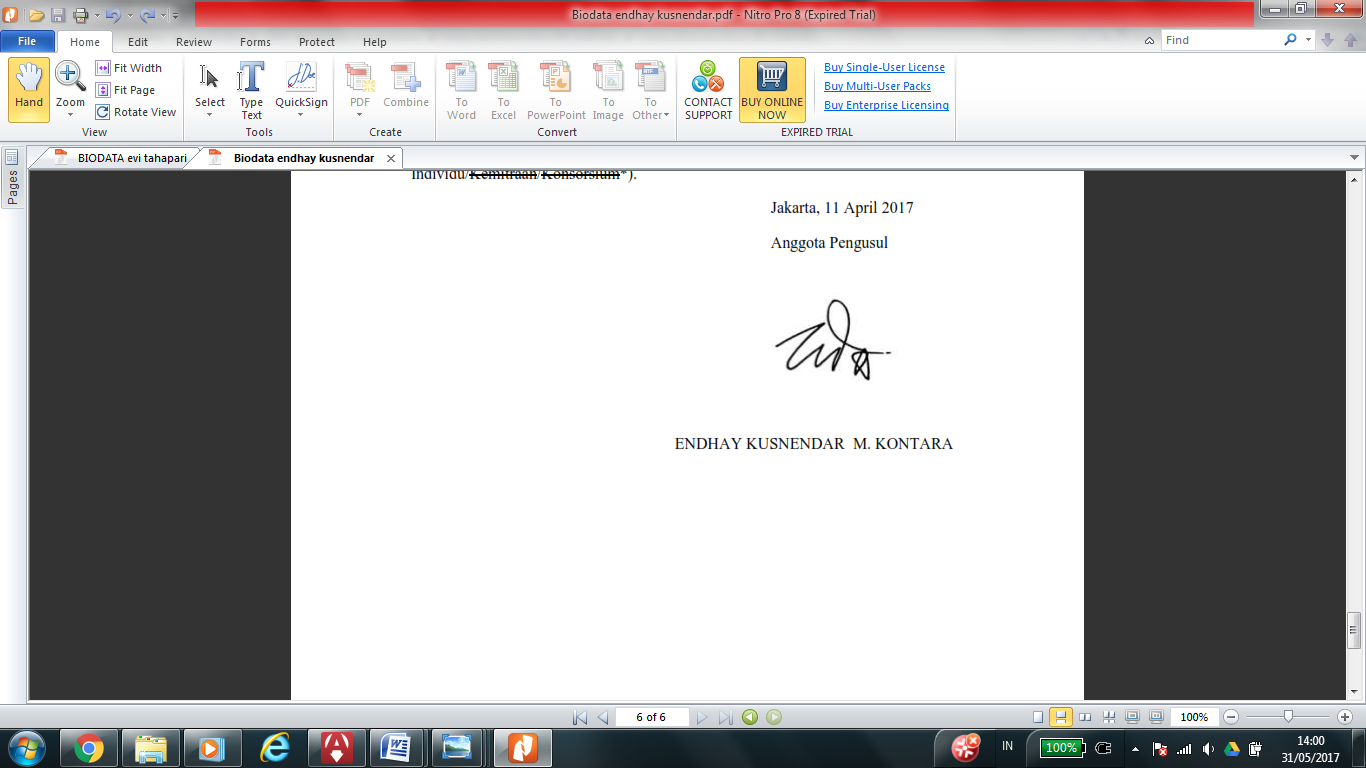 Biodata endhay kusnendar.pdf - Nitro Pro 8 (Expired Trial)
File Home Edit Review Forms Protect Help Find
Hand
Zoom
Fit Width
Fit Page
Rotate View
View
Select
Type Text
QuickSign
Tools
PDF
Combine
Create
To Word
To Excel
To PowerPoint
To Image
To Other
Convert
CONTACT SUPPORT
BUY ONLINE NOW
Buy Single-User License
Buy Multi-User Packs
Buy Enterprise Licensing
EXPIRED TRIAL
BIODATA evi tahapari Biodata endhay kusnendar
Pages
Individu/Kemitraan/Konsorsium*).
Jakarta, 11 April 2017
Anggota Pengusul
ENDHAY KUSNENDAR M. KONTARA
6 of 6 100%
IN 100% 14:00
31/05/2017